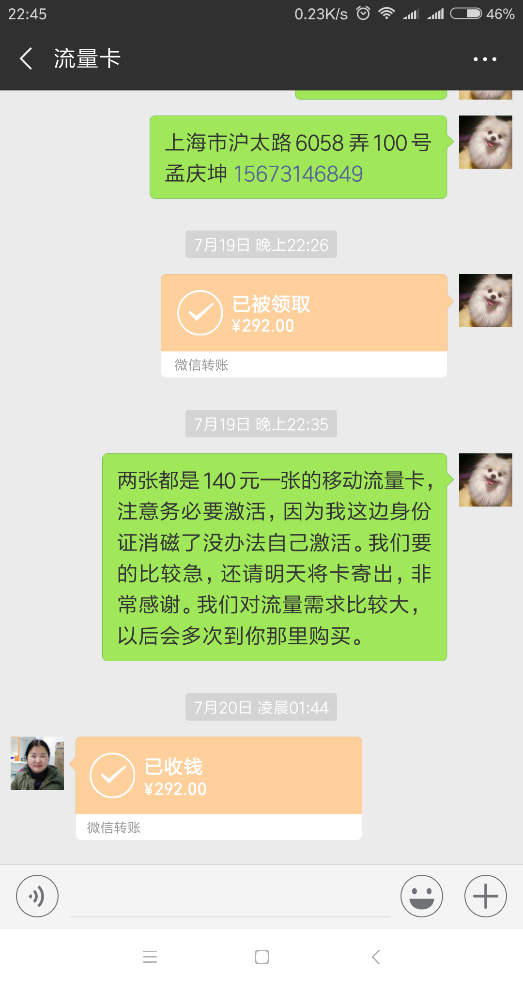 22:45
0.23K/s
46%
流量卡
上海市沪太路6058弄100号
孟庆坤 15673146849
7月19日 晚上22:26
已被领取
¥292.00
微信转账
7月19日 晚上22:35
两张都是140元一张的移动流量卡，
注意务必要激活，因为我这边身份
证消磁了没办法自己激活。我们要
的比较急，还请明天将卡寄出，非
常感谢。我们对流量需求比较大，
以后会多次到你那里购买。
7月20日 凌晨01:44
已收钱
¥292.00
微信转账